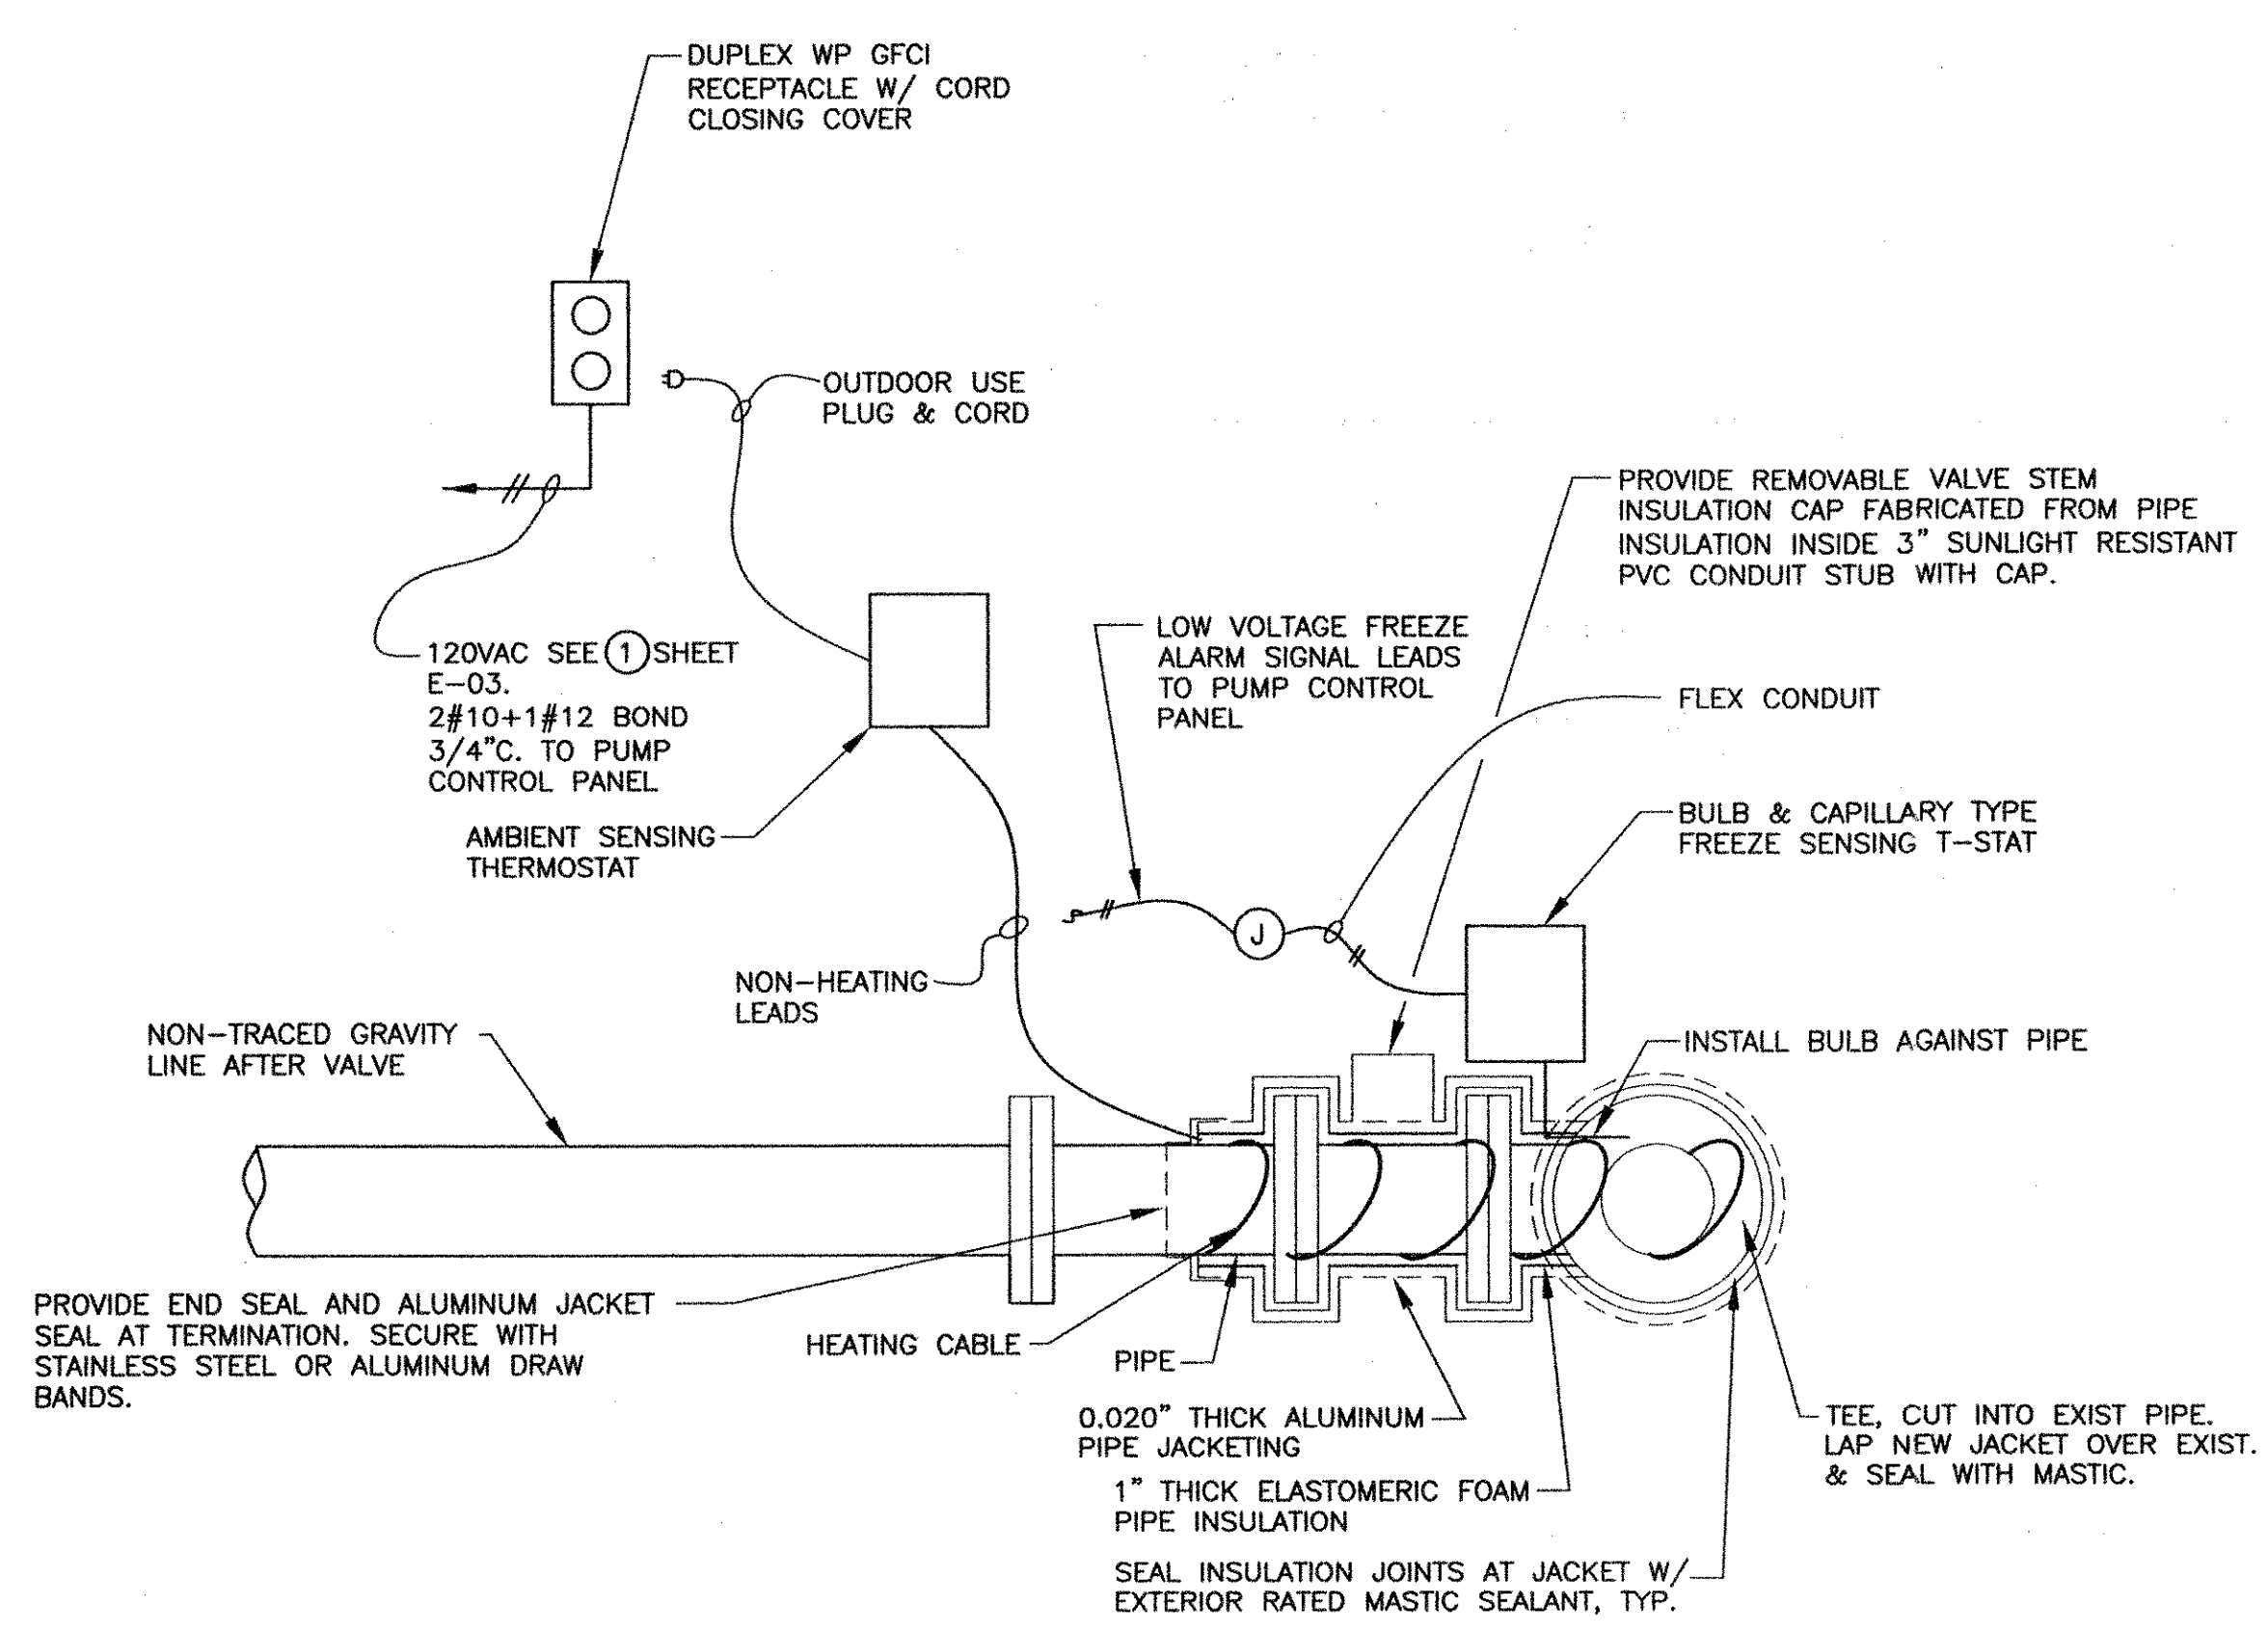 DUPLEX WP GFCI
RECEPTACLE W/ CORD
CLOSING COVER
OUTDOOR USE
PLUG & CORD
PROVIDE REMOVABLE VALVE STEM
INSULATION CAP FABRICATED FROM PIPE
INSULATION INSIDE 3" SUNLIGHT RESISTANT
PVC CONDUIT STUB WITH CAP.
120VAC SEE 1 SHEET
E-03.
2#10+1#12 BOND
3/4"C. TO PUMP
CONTROL PANEL
LOW VOLTAGE FREEZE
ALARM SIGNAL LEADS
TO PUMP CONTROL
PANEL
FLEX CONDUIT
AMBIENT SENSING
THERMOSTAT
BULB & CAPILLARY TYPE
FREEZE SENSING T-STAT
J
NON-HEATING
LEADS
NON-TRACED GRAVITY
LINE AFTER VALVE
INSTALL BULB AGAINST PIPE
PROVIDE END SEAL AND ALUMINUM JACKET
SEAL AT TERMINATION. SECURE WITH
STAINLESS STEEL OR ALUMINUM DRAW
BANDS.
HEATING CABLE
PIPE
0.020" THICK ALUMINUM
PIPE JACKETING
1" THICK ELASTOMERIC FOAM
PIPE INSULATION
SEAL INSULATION JOINTS AT JACKET W/
EXTERIOR RATED MASTIC SEALANT, TYP.
TEE, CUT INTO EXIST PIPE.
LAP NEW JACKET OVER EXIST.
& SEAL WITH MASTIC.